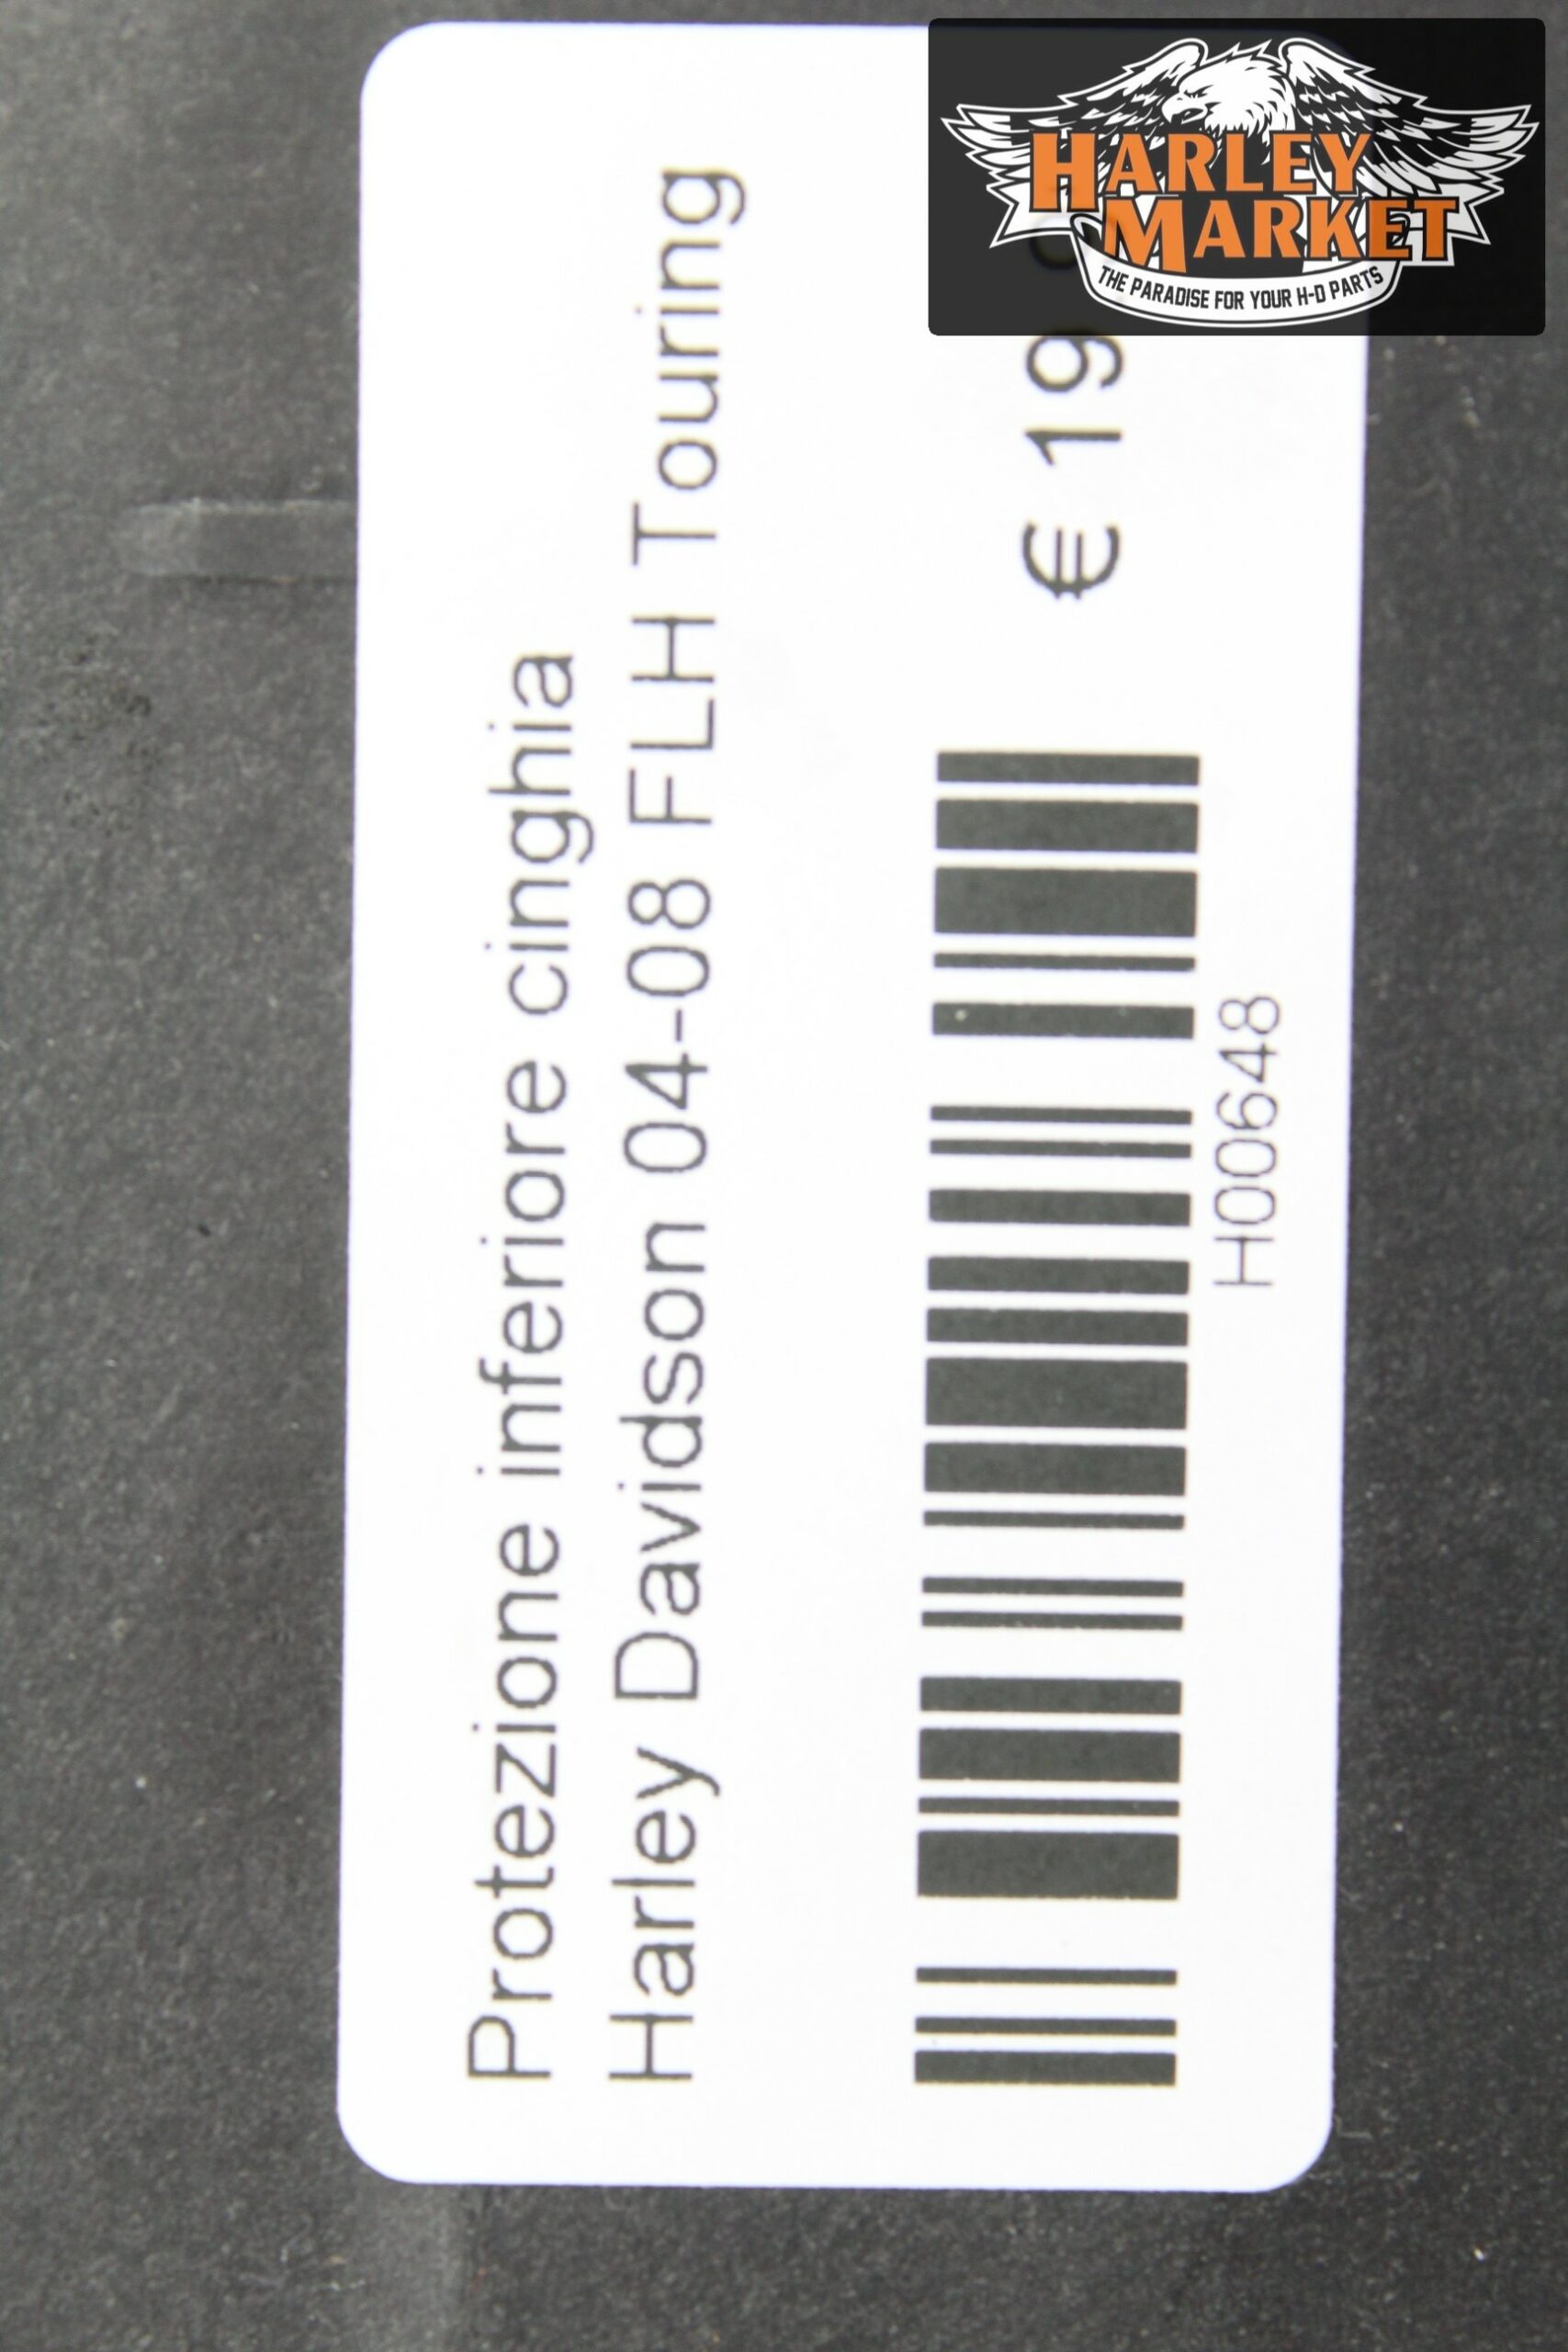 Protezione inferiore cinghia
Harley Davidson 04-08 FLH Touring
€ 19
H00648
HARLEY
MARKET
THE PARADISE FOR YOUR H-D PARTS